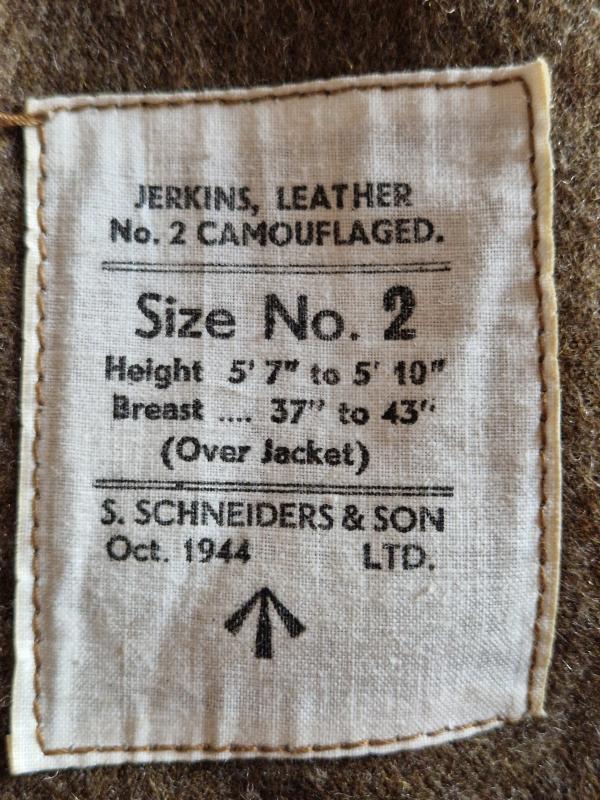 JERKINS, LEATHER
No. 2 CAMOUFLAGED.
Size No. 2
Height 5' 7" to 5' 10"
Breast .... 37" to 43"
(Over Jacket)
S. SCHNEIDERS & SON
Oct. 1944 LTD.